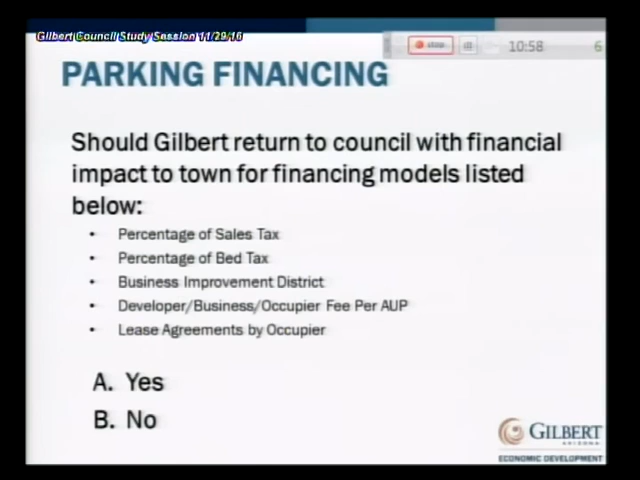 Gilbert Council Study Session 11/29/16
stop
10:58
6
PARKING FINANCING
Should Gilbert return to council with financial
impact to town for financing models listed
below:
• Percentage of Sales Tax
• Percentage of Bed Tax
• Business Improvement District
• Developer/Business/Occupier Fee Per AUP
• Lease Agreements by Occupier
A. Yes
B. No
GILBERT
ARIZONA
ECONOMIC DEVELOPMENT